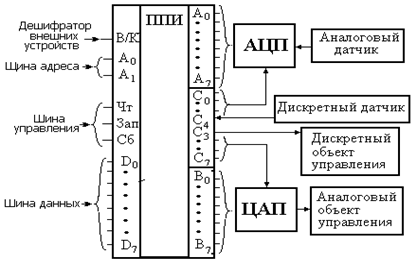 Дешифратор
внешних
устройств
Шина адреса
Шина
управления
Шина данных
В/К
A0
A1
Чт
Зап
Сб
D0
D7
ППИ
A0
A7
C0
C4
C3
C7
B0
B7
АЦП
Аналоговый
датчик
Дискретный датчик
Дискретный
объект
управления
ЦАП
Аналоговый
объект
управления